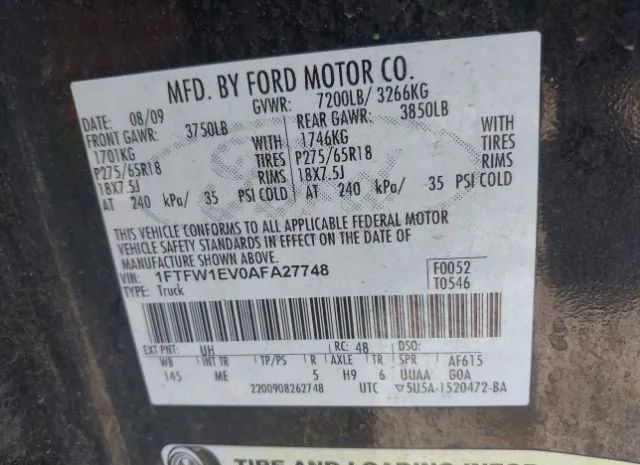 MFD. BY FORD MOTOR CO.
DATE: 08/09 GVWR: 7200LB/ 3266KG
FRONT GAWR: 3750LB REAR GAWR: 3850LB
1701KG WITH 1746KG WITH
P275/65R18 TIRES P275/65R18 TIRES
18X7.5J RIMS 18X7.5J RIMS
AT 240 kPa/ 35 PSI COLD AT 240 kPa/ 35 PSI COLD
THIS VEHICLE CONFORMS TO ALL APPLICABLE FEDERAL MOTOR
VEHICLE SAFETY STANDARDS IN EFFECT ON THE DATE OF
MANUFACTURE SHOWN ABOVE.
VIN: 1FTFW1EV0AFA27748 F0052
TYPE: Truck T0546
EXT PNT: UH RC: 48 DSO:
WB INT TR TP/PS R AXLE TR SPR AF615
145 ME 5 H9 6 UUAA GOA
2200908262748 UTC 5U5A-1520472-BA
TIRE AND LOADING